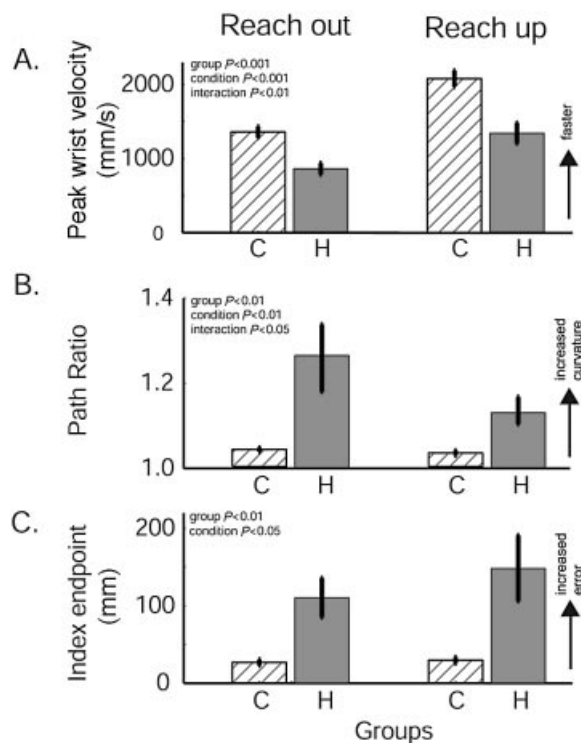 Reach out
Reach up
A.
Peak wrist velocity
(mm/s)
2000
1000
0
group P<0.001
condition P<0.001
interaction P<0.01
faster
C
H
C
H
B.
Path Ratio
1.4
1.2
1.0
group P<0.01
condition P<0.01
interaction P<0.05
increased
curvature
C
H
C
H
C.
Index endpoint
(mm)
200
100
0
group P<0.01
condition P<0.05
increased
error
C
H
C
H
Groups